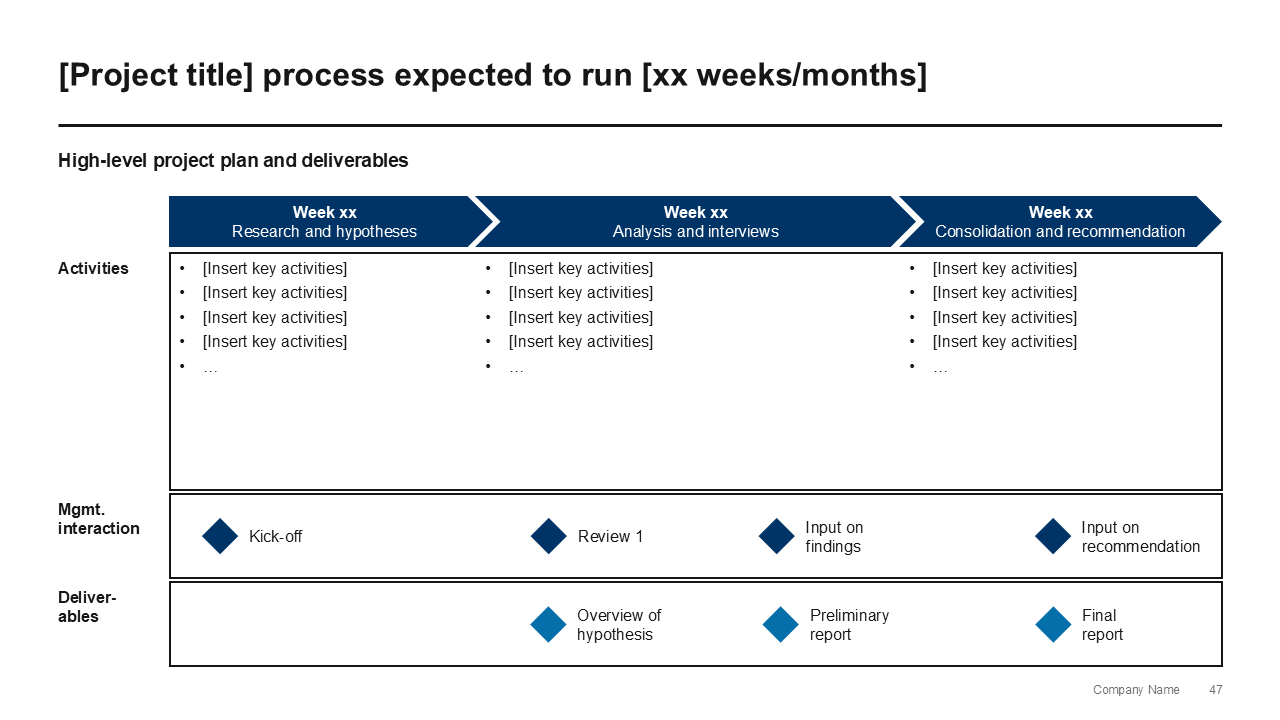 [Project title] process expected to run [xx weeks/months]
High-level project plan and deliverables
Week xx
Research and hypotheses
Week xx
Analysis and interviews
Week xx
Consolidation and recommendation
Activities
• [Insert key activities]
• [Insert key activities]
• [Insert key activities]
• [Insert key activities]
• …
• [Insert key activities]
• [Insert key activities]
• [Insert key activities]
• [Insert key activities]
• …
• [Insert key activities]
• [Insert key activities]
• [Insert key activities]
• [Insert key activities]
• …
Mgmt.
interaction
Kick-off
Review 1
Input on
findings
Input on
recommendation
Deliver-
ables
Overview of
hypothesis
Preliminary
report
Final
report
Company Name
47